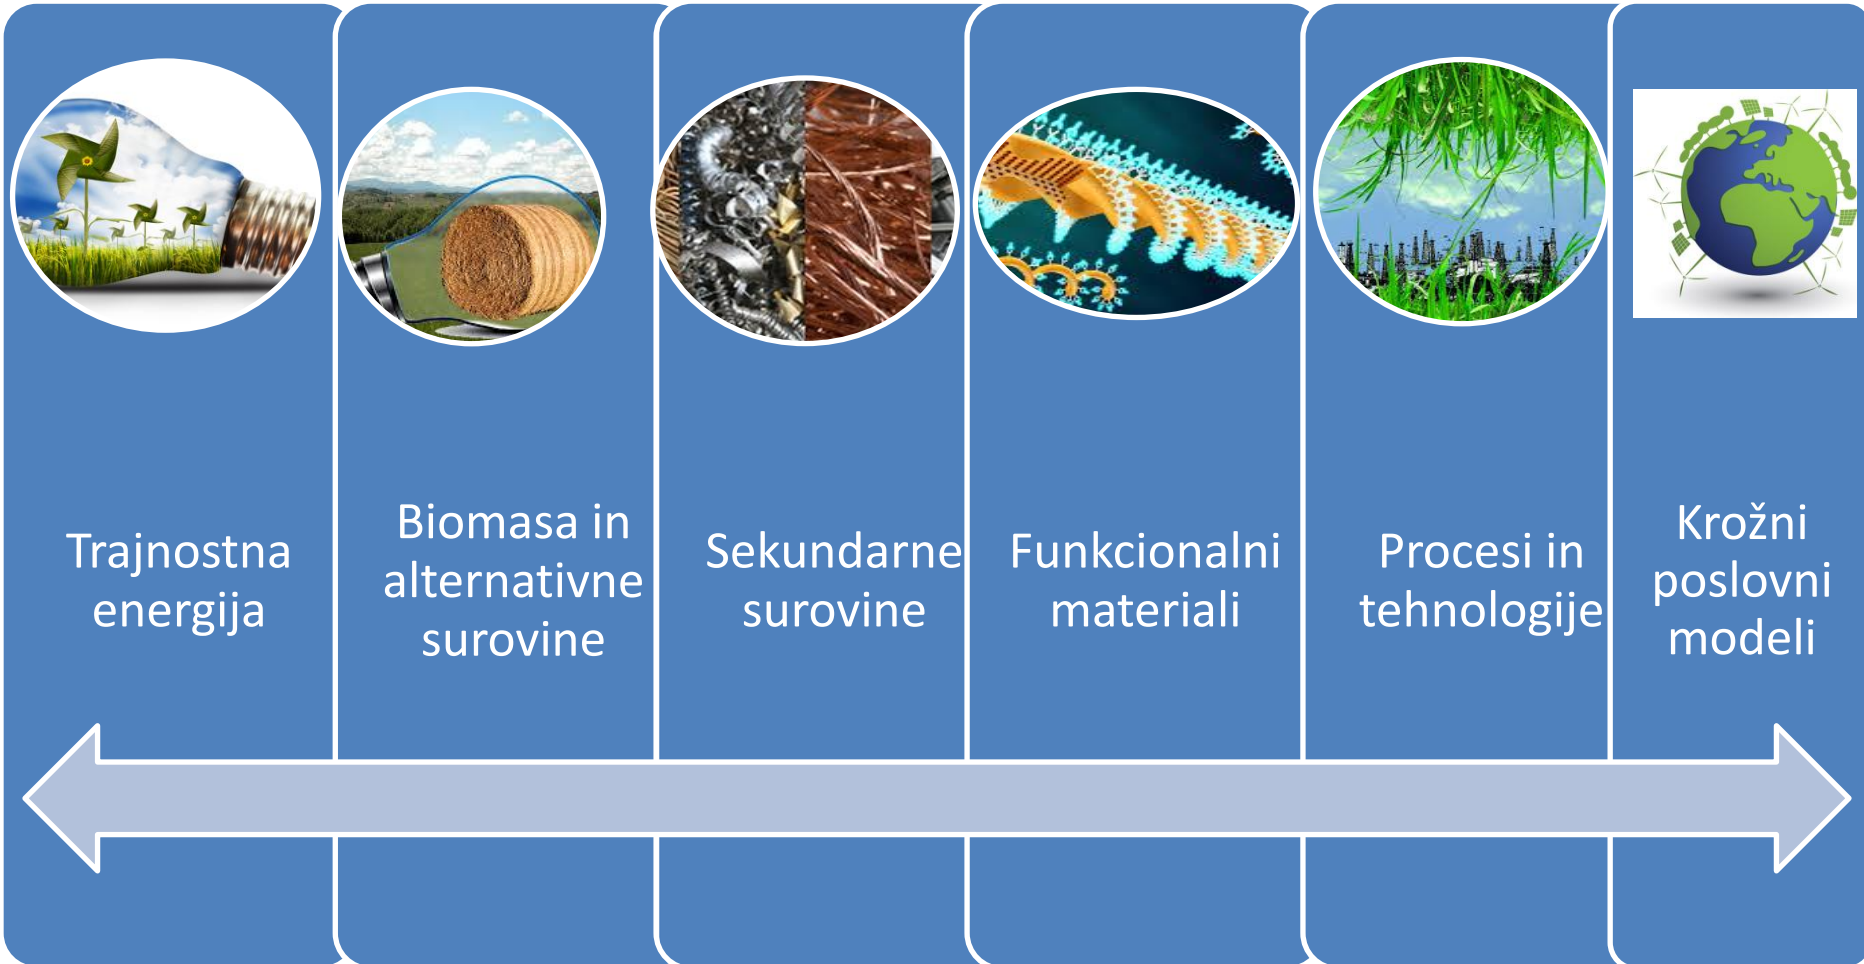 Trajnostna
energija
Biomasa in
alternativne
surovine
Sekundarne
surovine
Funkcionalni
materiali
Procesi in
tehnologije
Krožni
poslovni
modeli